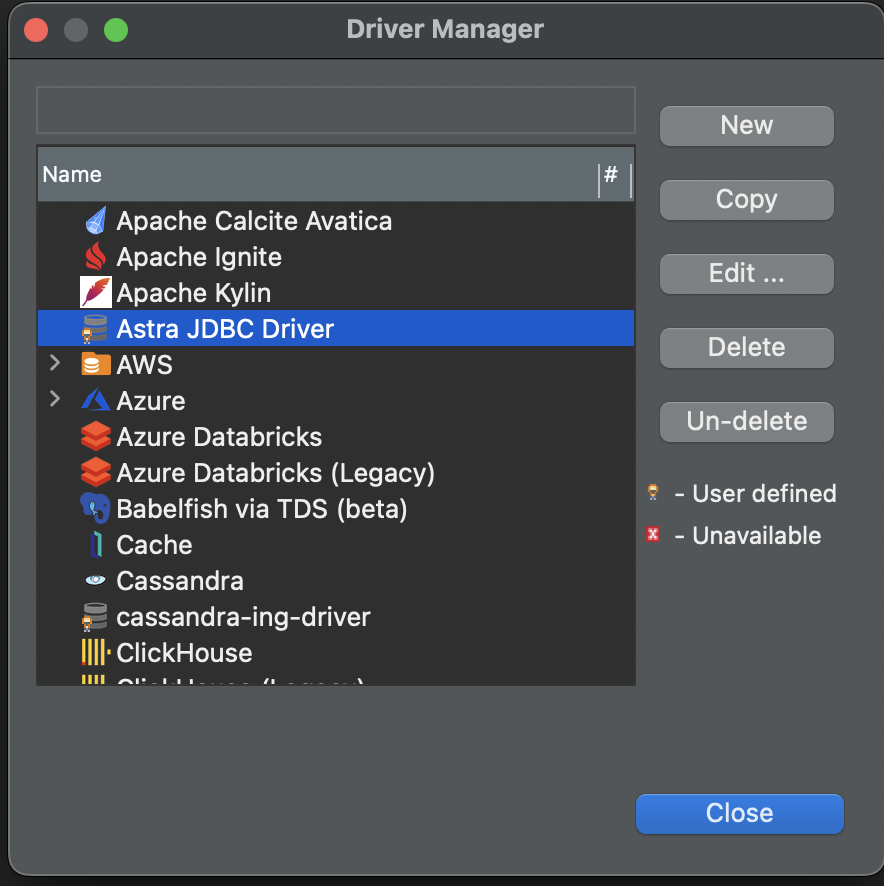 Driver Manager
Name #
Apache Calcite Avatica
Apache Ignite
Apache Kylin
Astra JDBC Driver
AWS
Azure
Azure Databricks
Azure Databricks (Legacy)
Babelfish via TDS (beta)
Cache
Cassandra
cassandra-ing-driver
ClickHouse
ClickHouse (Legacy)
New
Copy
Edit ...
Delete
Un-delete
- User defined
- Unavailable
Close